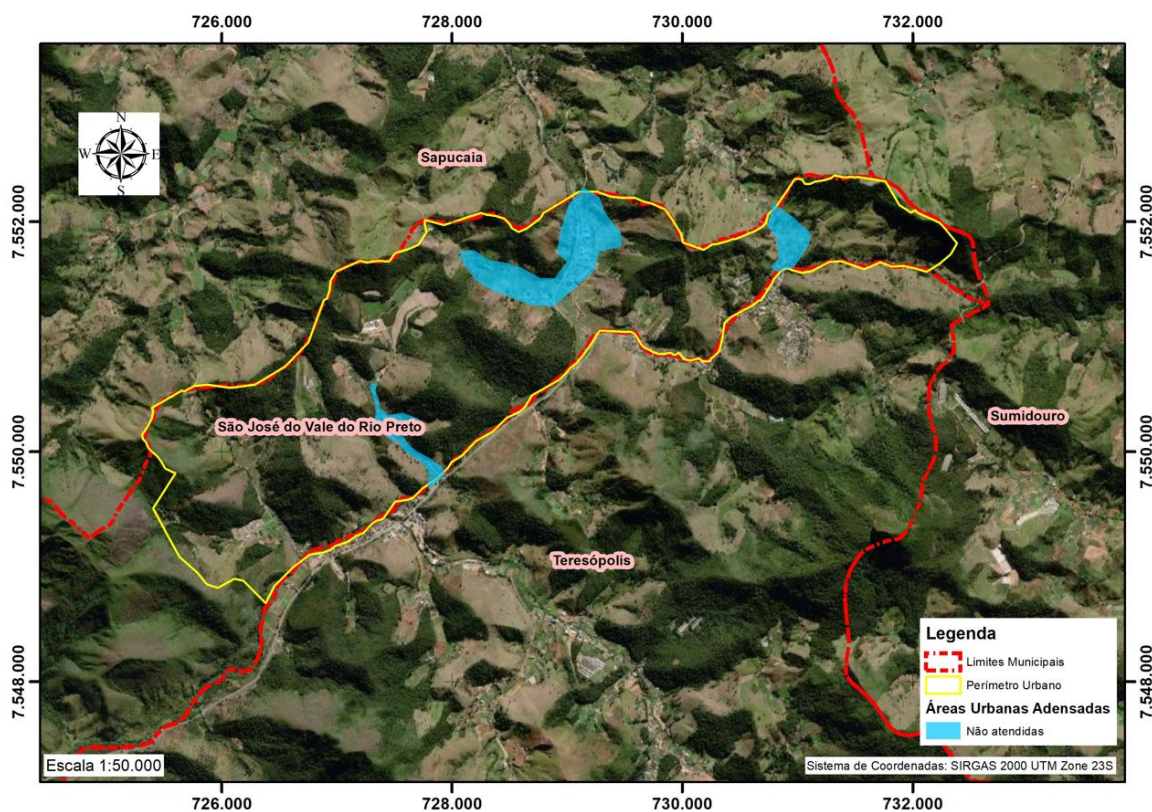 726.000 728.000 730.000 732.000
N
W E
S
Sapucaia
7.552.000 7.552.000
São José do Vale do Rio Preto
Sumidouro
7.550.000 7.550.000
Teresópolis
Legenda
Limites Municipais
Perímetro Urbano
Áreas Urbanas Adensadas
Não atendidas
7.548.000 7.548.000
Escala 1:50.000
Sistema de Coordenadas: SIRGAS 2000 UTM Zone 23S
726.000 728.000 730.000 732.000